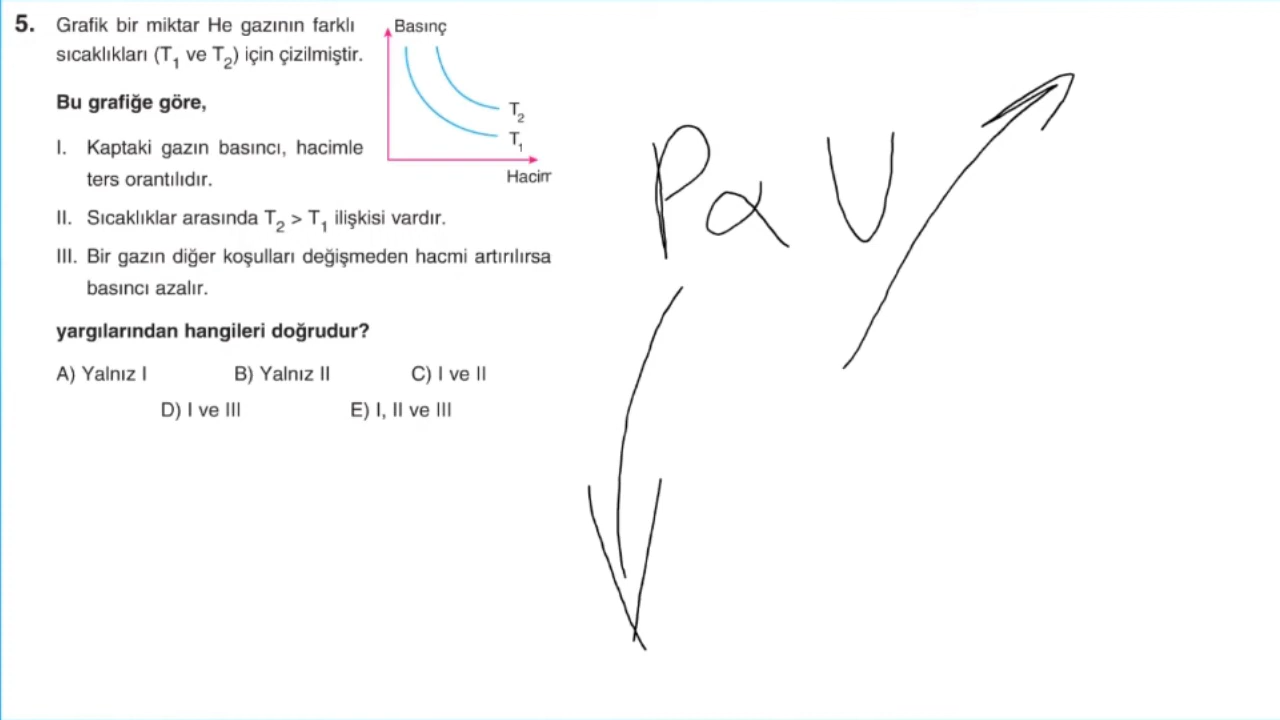 5. Grafik bir miktar He gazının farklı
sıcaklıkları (T₁ ve T₂) için çizilmiştir.
Basınç
T₂
T₁
Hacim
Bu grafiğe göre,
I. Kaptaki gazın basıncı, hacimle
ters orantılıdır.
II. Sıcaklıklar arasında T₂ > T₁ ilişkisi vardır.
III. Bir gazın diğer koşulları değişmeden hacmi artırılırsa
basıncı azalır.
yargılarından hangileri doğrudur?
A) Yalnız I B) Yalnız II C) I ve II
D) I ve III E) I, II ve III
P α V